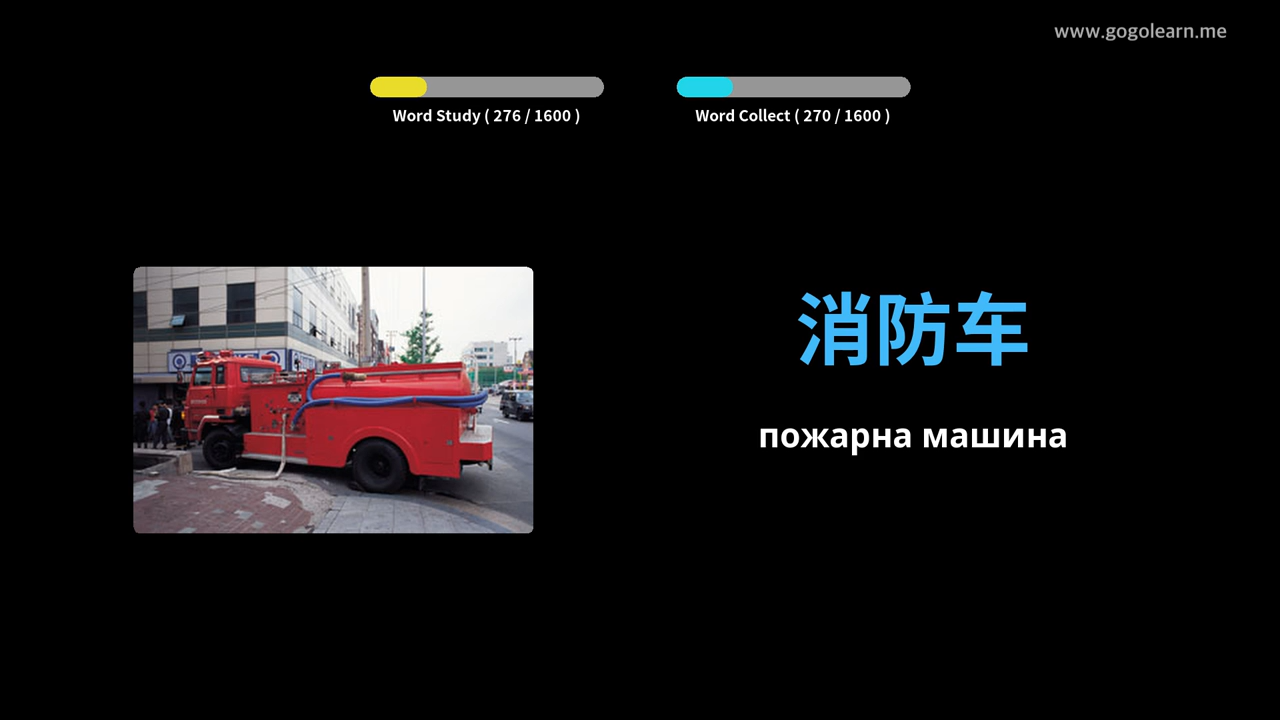 www.gogolearn.me
Word Study ( 276 / 1600 )
Word Collect ( 270 / 1600 )
消防车
пожарна машина